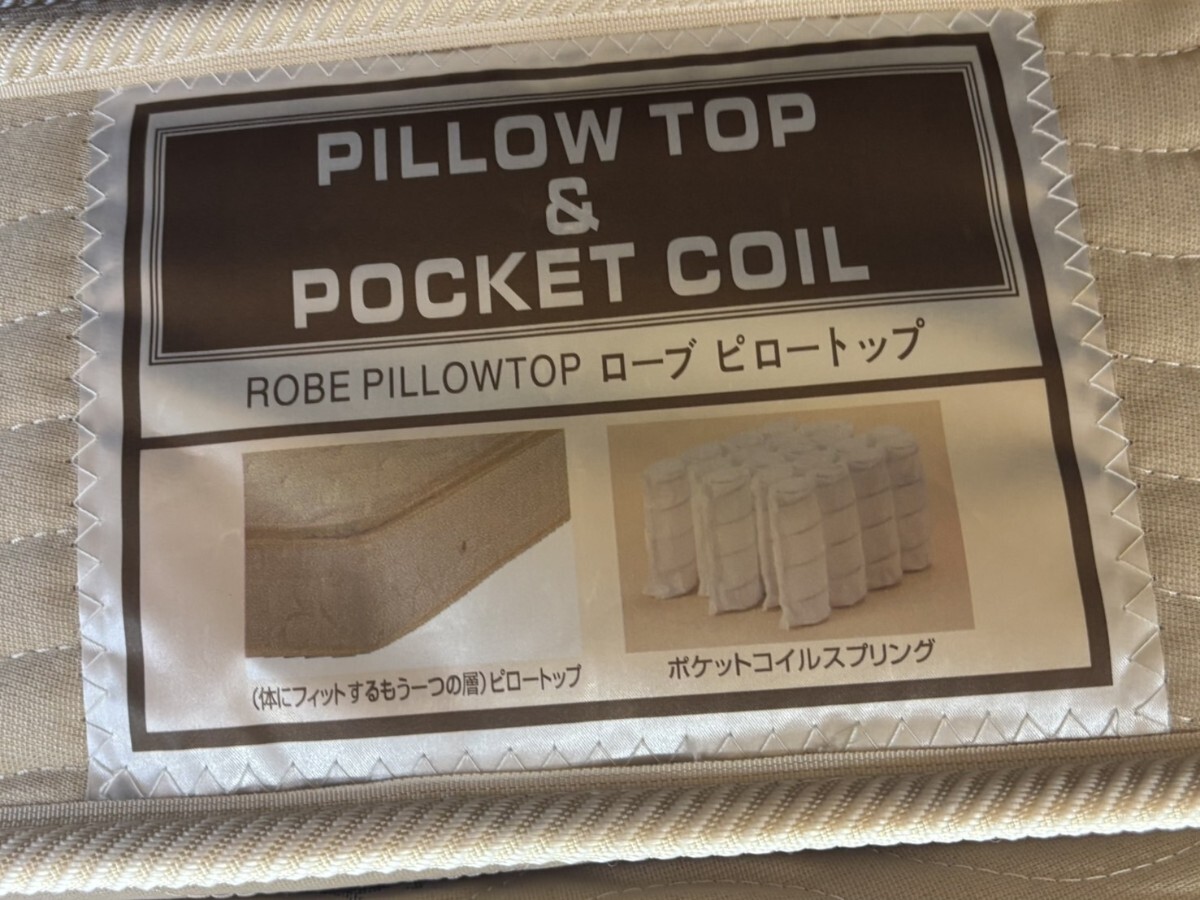 PILLOW TOP
&
POCKET COIL
ROBE PILLOWTOP ローブ ピロートップ
(体にフィットするもう一つの層)ピロートップ
ポケットコイルスプリング